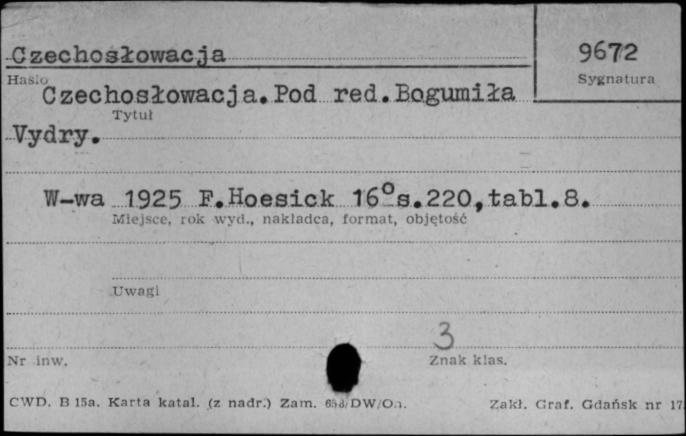 Czechosłowacja
9672
Hasło
Sygnatura
Czechosłowacja.Pod red.Bogumiła
Tytuł
Vydry.
W-wa 1925 F.Hoesick 16°s.220,tabl.8.
Miejsce, rok wyd., nakładca, format, objętość
Uwagi
3
Nr inw.
Znak klas.
CWD. B 15a. Karta katal. (z nadr.) Zam. /DW/On.
Zakł. Graf. Gdańsk nr 17